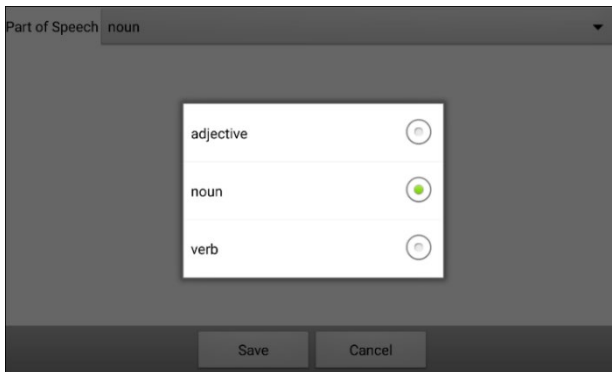 Part of Speech noun
adjective
noun
verb
Save Cancel